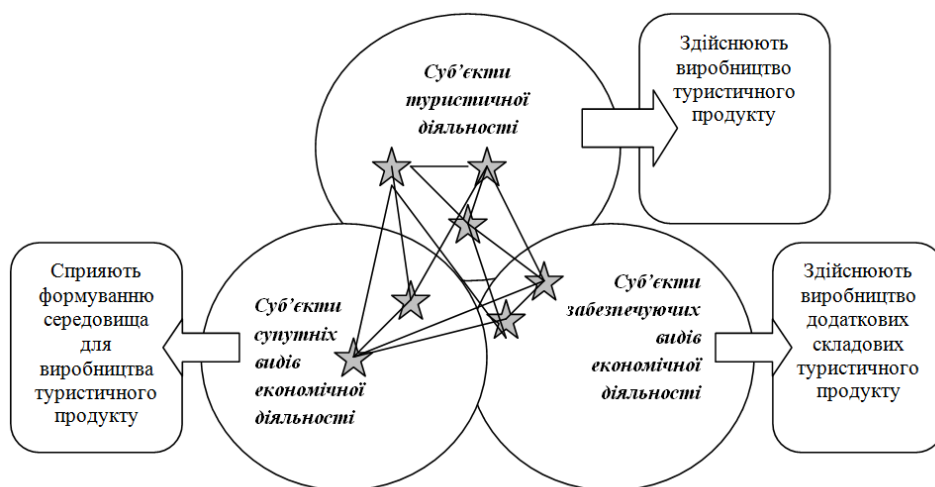 Суб’єкти
туристичної
діяльності
Здійснюють
виробництво
туристичного
продукту
Сприяють
формуванню
середовища
для
виробництва
туристичного
продукту
Суб’єкти
супутніх
видів
економічної
діяльності
Суб’єкти
забезпечуючих
видів
економічної
діяльності
Здійснюють
виробництво
додаткових
складових
туристичного
продукту